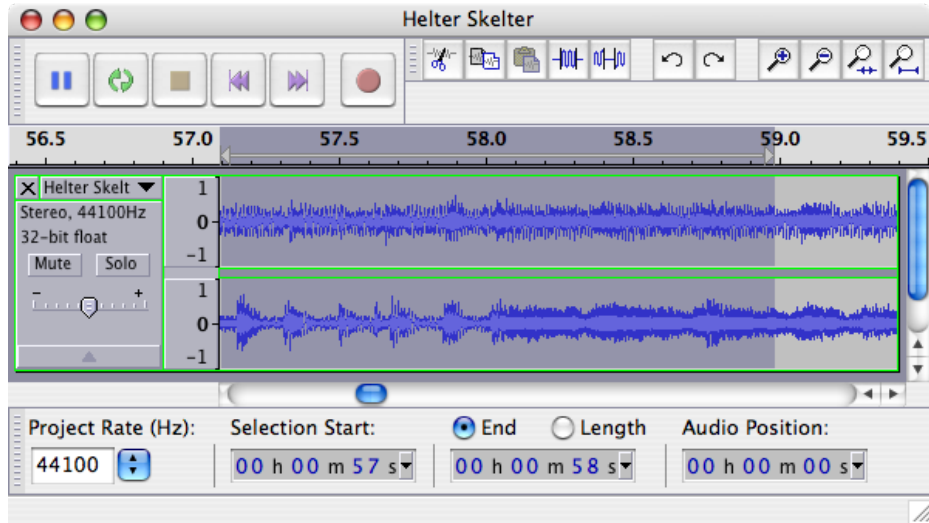 Helter Skelter
56.5 57.0 57.5 58.0 58.5 59.0 59.5
X Helter Skelt
Stereo, 44100Hz
32-bit float
Mute Solo
- +
1
0-
-1
1
0-
-1
Project Rate (Hz): Selection Start: End Length Audio Position:
44100 00 h 00 m 57 s 00 h 00 m 58 s 00 h 00 m 00 s